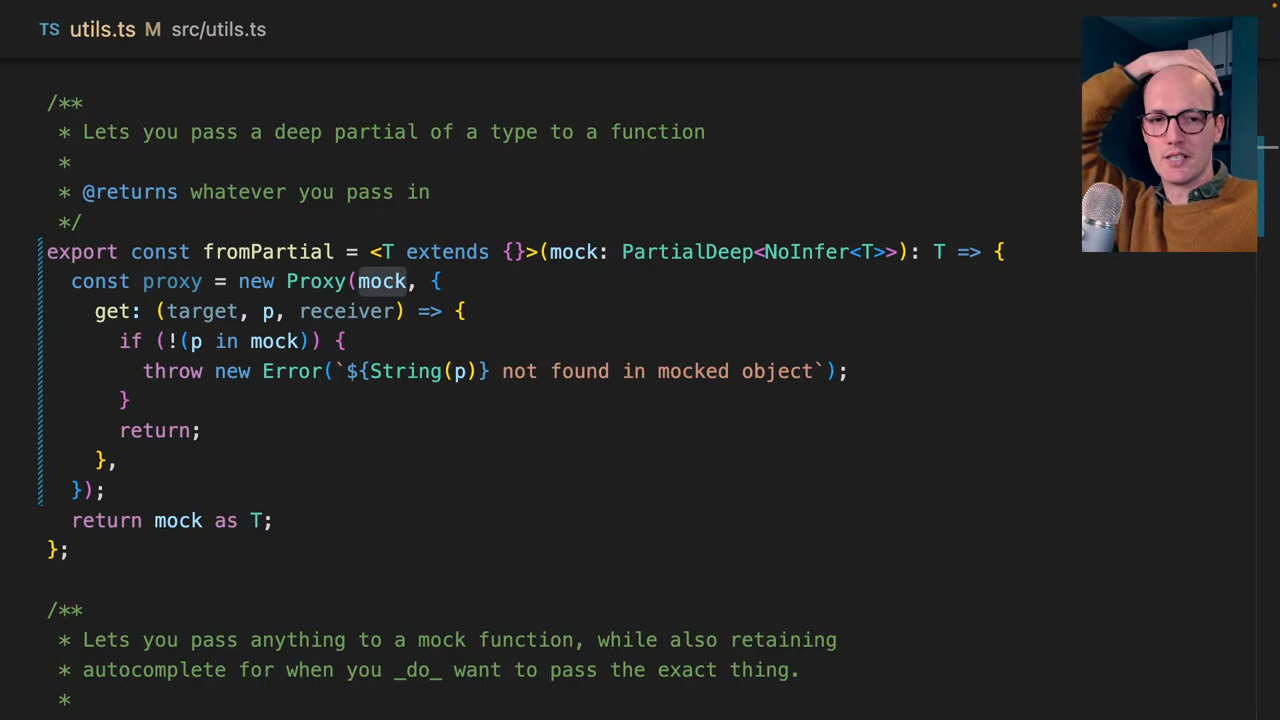 TS utils.ts M src/utils.ts
/**
* Lets you pass a deep partial of a type to a function
*
* @returns whatever you pass in
*/
export const fromPartial = <T extends {}>(mock: PartialDeep<NoInfer<T>>): T => {
const proxy = new Proxy(mock, {
get: (target, p, receiver) => {
if (!(p in mock)) {
throw new Error(`${String(p)} not found in mocked object`);
}
return;
},
});
return mock as T;
};
/**
* Lets you pass anything to a mock function, while also retaining
* autocomplete for when you _do_ want to pass the exact thing.
*